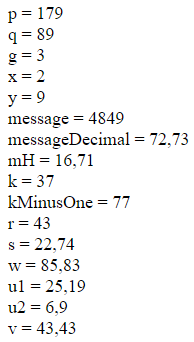 p = 179
q = 89
g = 3
x = 2
y = 9
message = 4849
messageDecimal = 72,73
mH = 16,71
k = 37
kMinusOne = 77
r = 43
s = 22,74
w = 85,83
u1 = 25,19
u2 = 6,9
v = 43,43